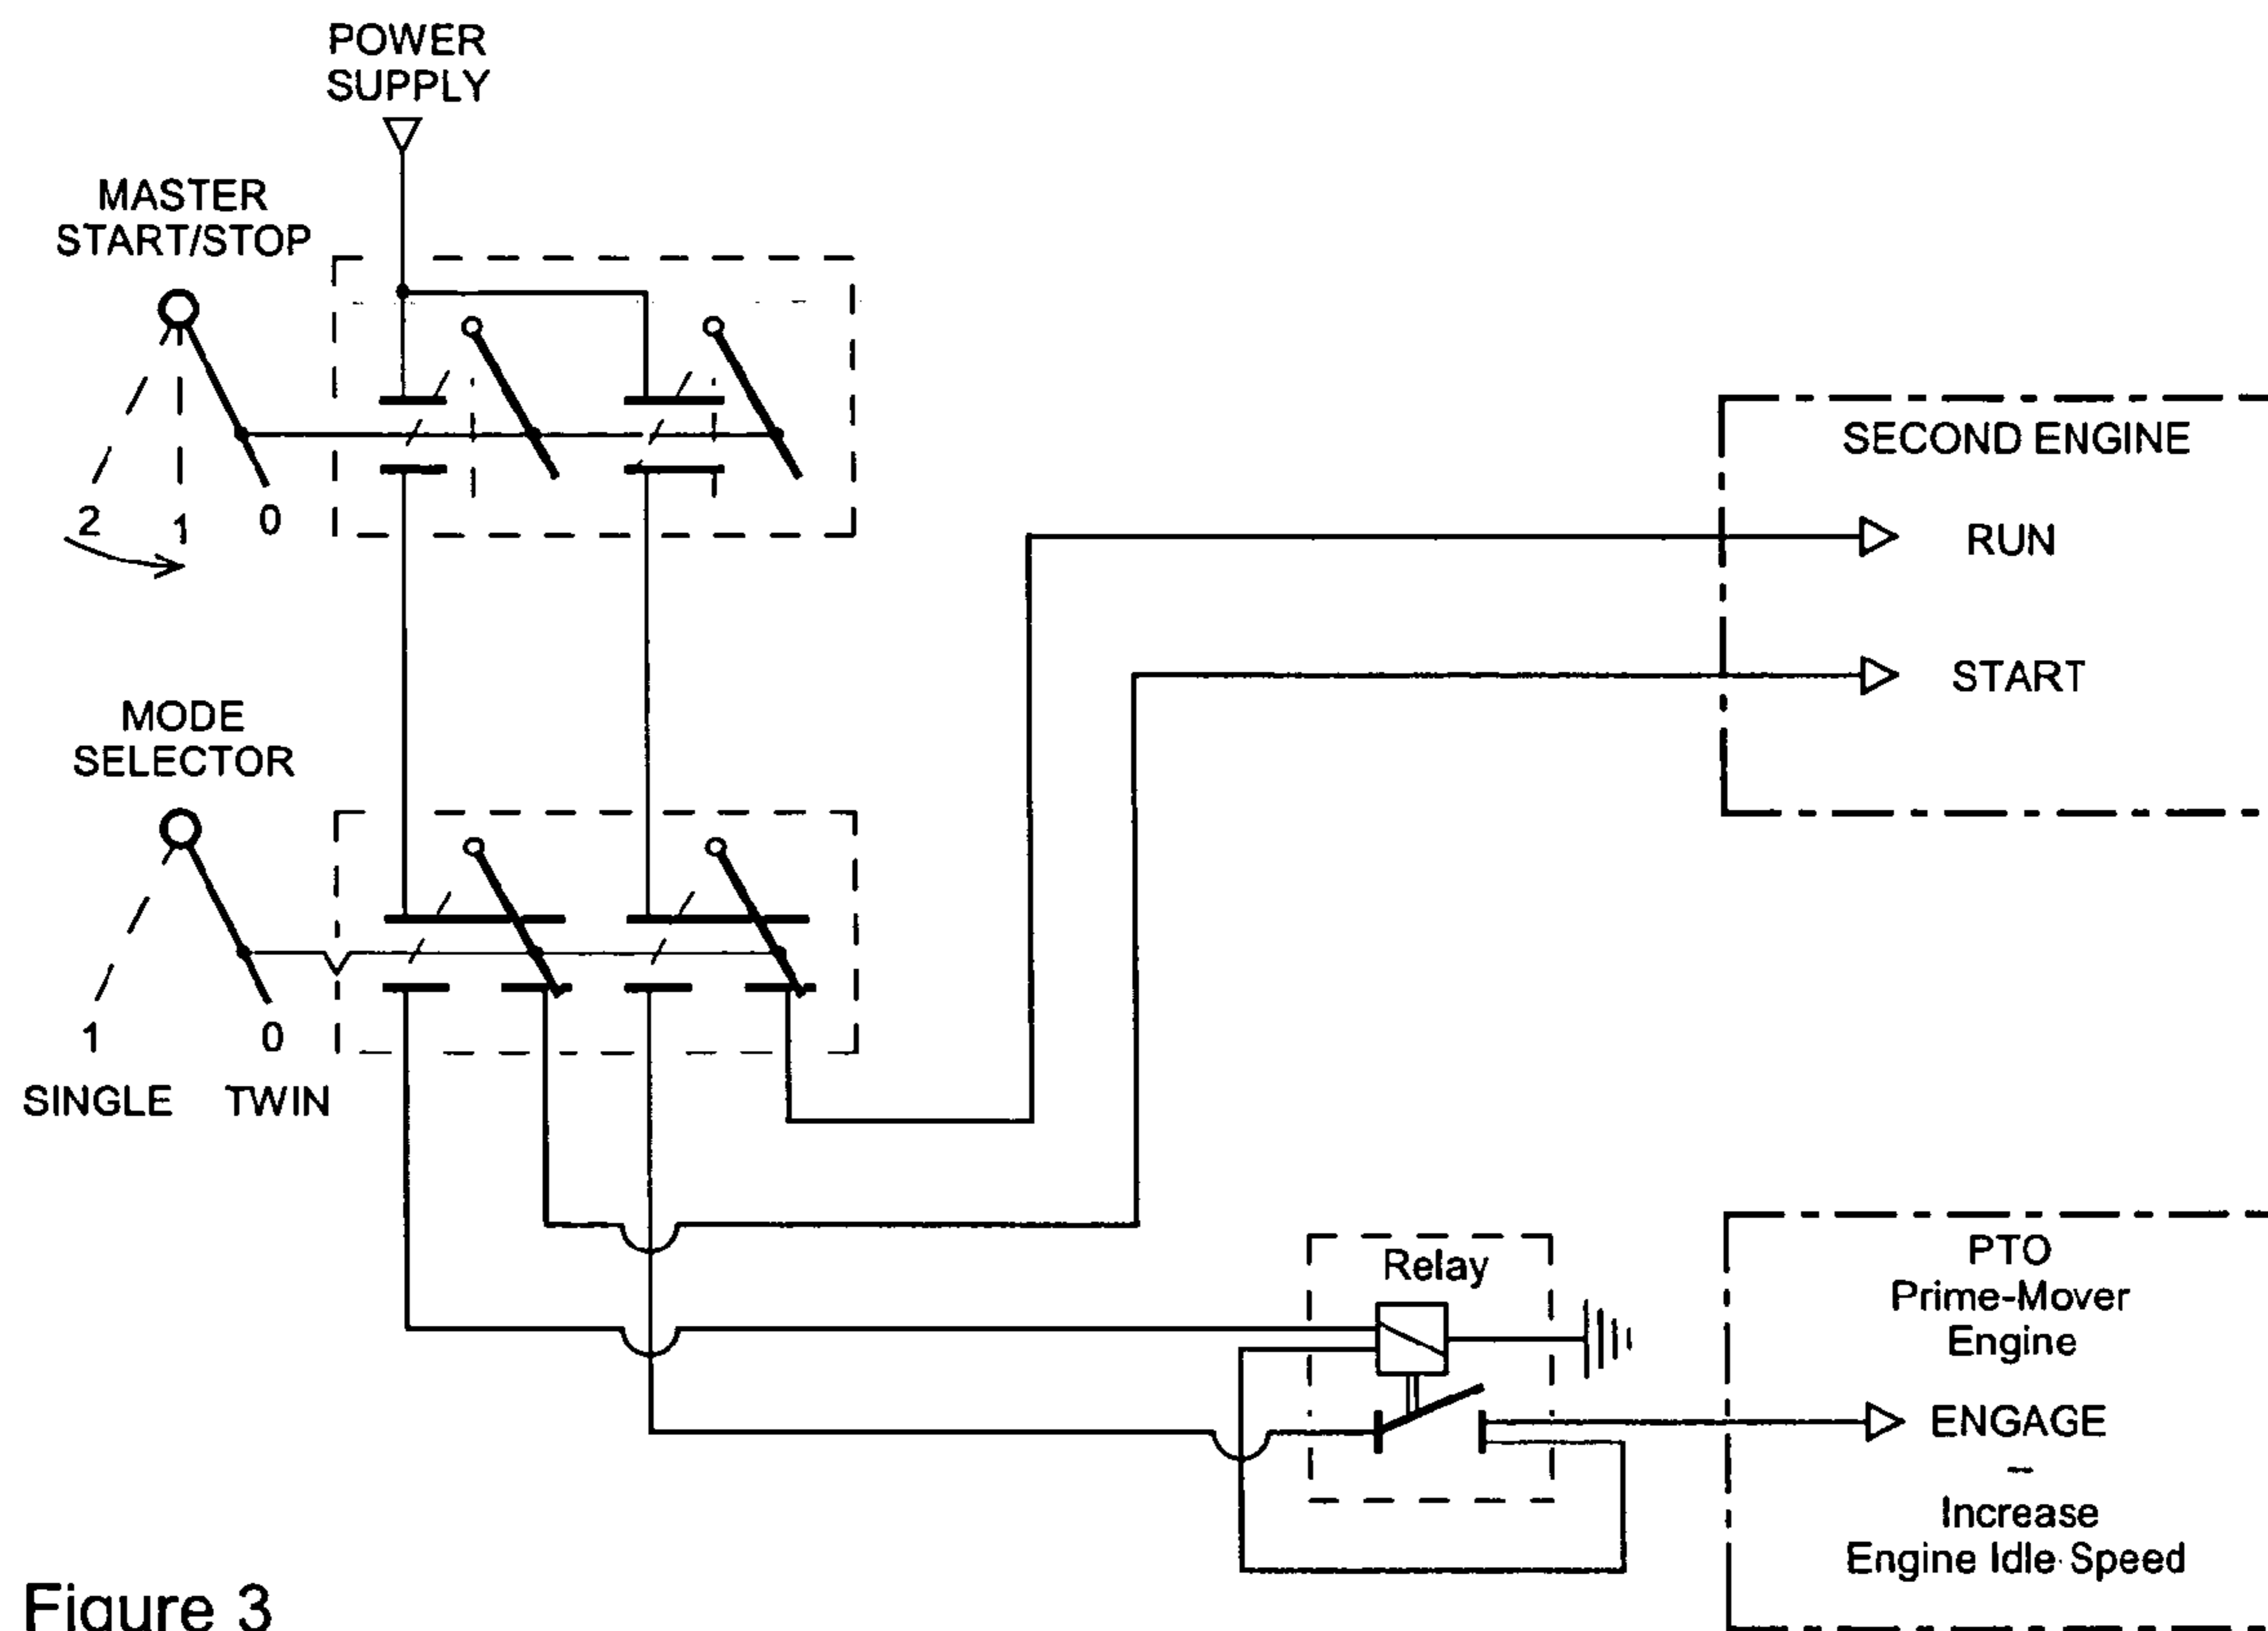 POWER
SUPPLY
MASTER
START/STOP
2
1
0
SECOND ENGINE
RUN
START
MODE
SELECTOR
1
0
SINGLE
TWIN
Relay
PTO
Prime-Mover
Engine
ENGAGE
–
Increase
Engine Idle Speed
Figure 3